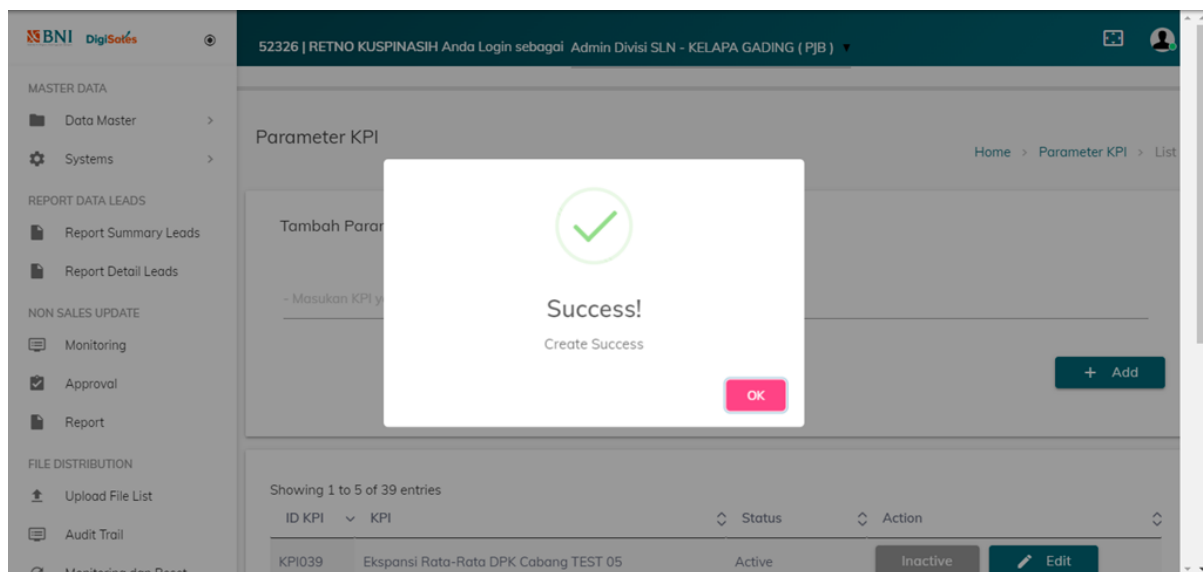 BNI DigiSales
52326 | RETNO KUSPINASIH Anda Login sebagai Admin Divisi SLN - KELAPA GADING ( PJB )
MASTER DATA
Data Master
Systems
REPORT DATA LEADS
Report Summary Leads
Report Detail Leads
NON SALES UPDATE
Monitoring
Approval
Report
FILE DISTRIBUTION
Upload File List
Audit Trail
Monitoring dan Reset
Parameter KPI
Home > Parameter KPI > List
Tambah Parar
- Masukan KPI y
Success!
Create Success
OK
+ Add
Showing 1 to 5 of 39 entries
ID KPI KPI Status Action
KPI039 Ekspansi Rata-Rata DPK Cabang TEST 05 Active Inactive Edit